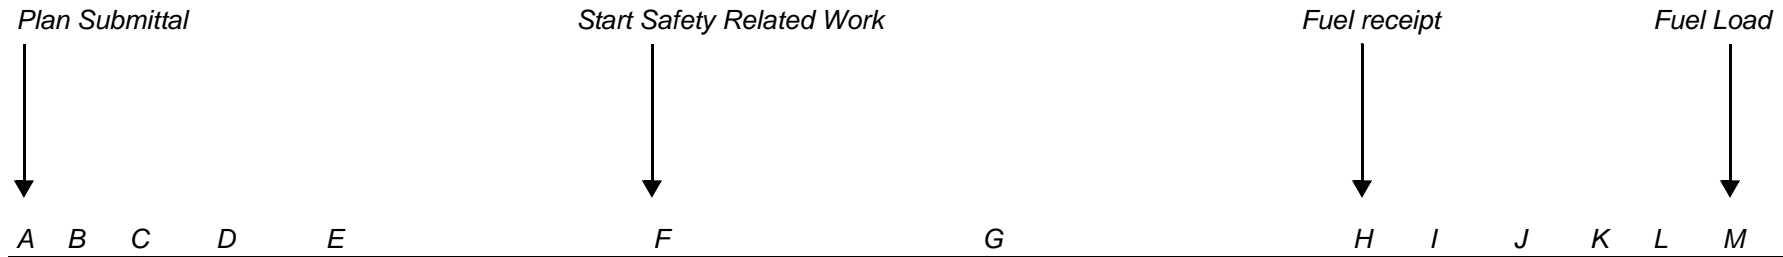 Plan Submittal Start Safety Related Work Fuel receipt Fuel Load
A B C D E F G H I J K L M